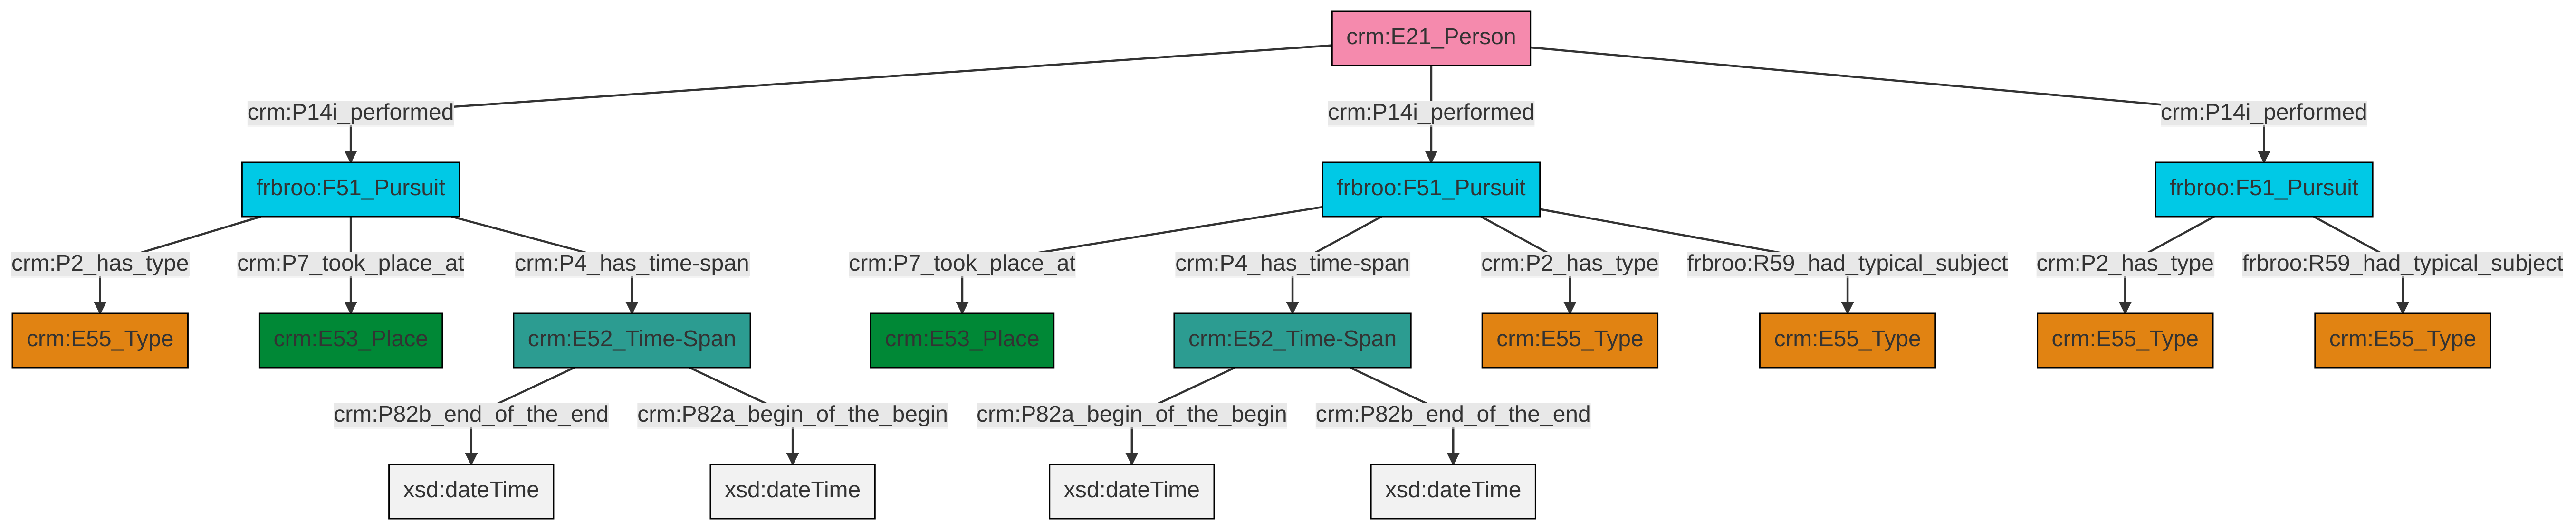 crm:E21_Person
crm:P14i_performed
crm:P14i_performed
crm:P14i_performed
frbroo:F51_Pursuit
frbroo:F51_Pursuit
frbroo:F51_Pursuit
crm:P2_has_type
crm:P7_took_place_at
crm:P4_has_time-span
crm:P7_took_place_at
crm:P4_has_time-span
crm:P2_has_type
frbroo:R59_had_typical_subject
crm:P2_has_type
frbroo:R59_had_typical_subject
crm:E55_Type
crm:E53_Place
crm:E52_Time-Span
crm:E53_Place
crm:E52_Time-Span
crm:E55_Type
crm:E55_Type
crm:E55_Type
crm:E55_Type
crm:P82b_end_of_the_end
crm:P82a_begin_of_the_begin
crm:P82a_begin_of_the_begin
crm:P82b_end_of_the_end
xsd:dateTime
xsd:dateTime
xsd:dateTime
xsd:dateTime